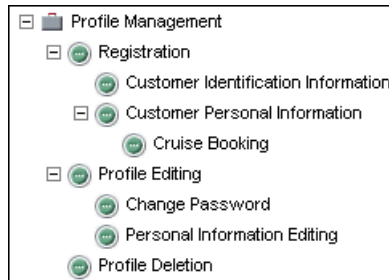 Profile Management
Registration
Customer Identification Information
Customer Personal Information
Cruise Booking
Profile Editing
Change Password
Personal Information Editing
Profile Deletion